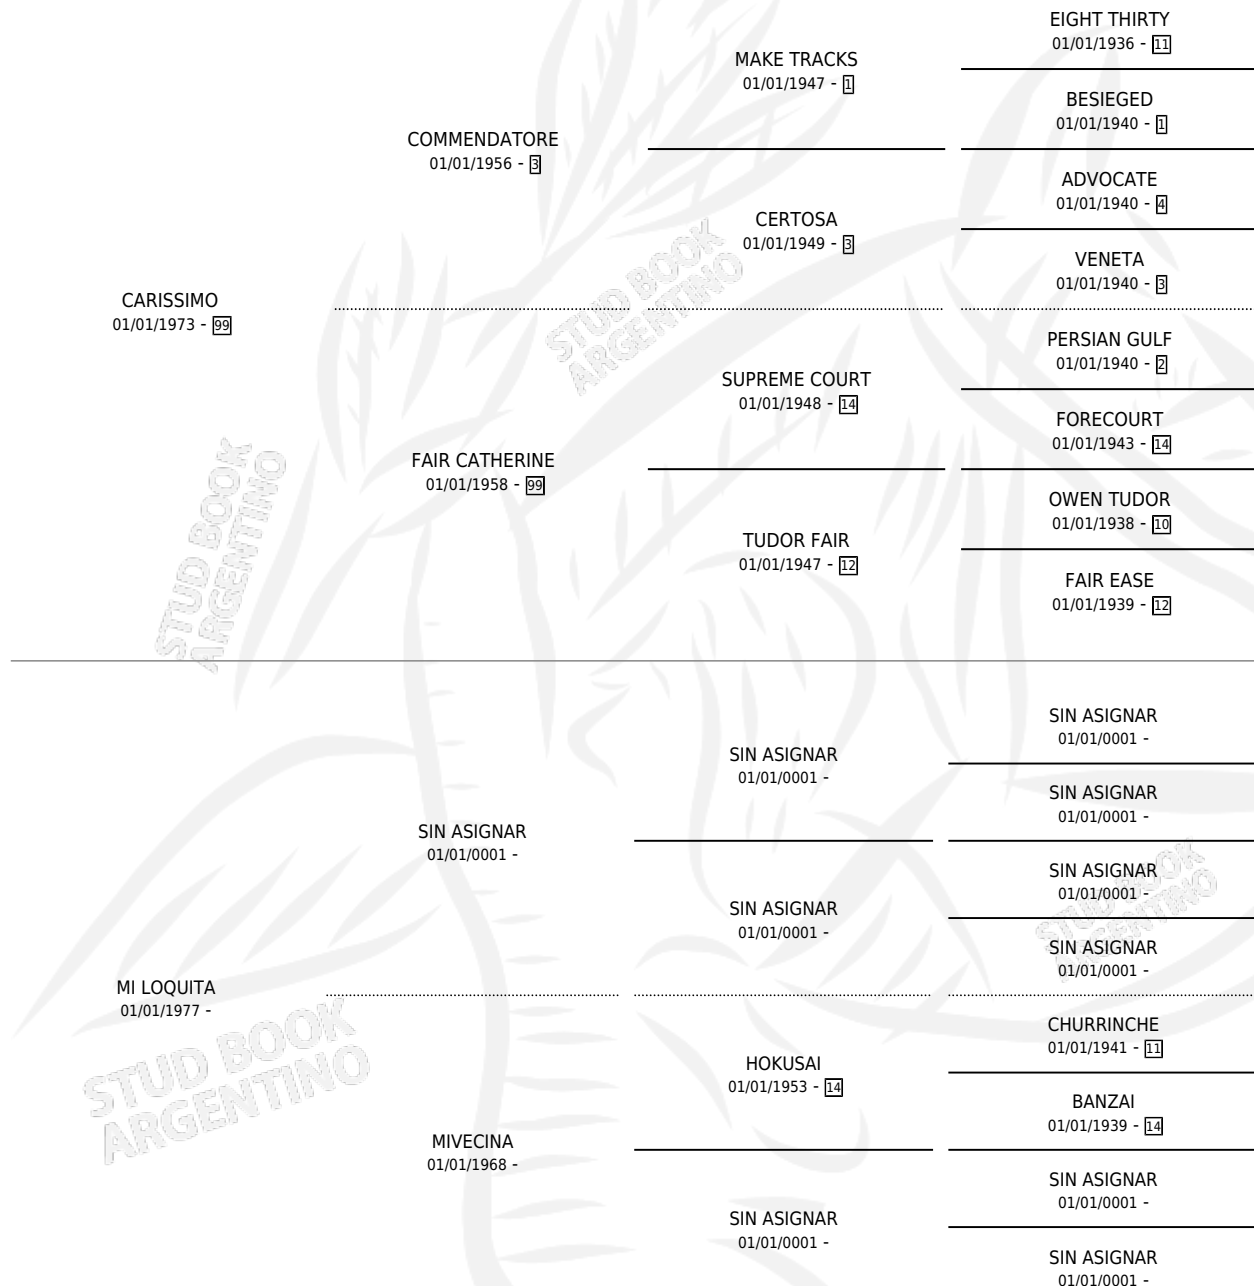 EIGHT THIRTY
01/01/1936 - 11
MAKE TRACKS
01/01/1947 - 1
BESIEGED
01/01/1940 - 1
COMMENDATORE
01/01/1956 - 3
ADVOCATE
01/01/1940 - 4
CERTOSA
01/01/1949 - 3
VENETA
01/01/1940 - 3
CARISSIMO
01/01/1973 - 99
PERSIAN GULF
01/01/1940 - 2
SUPREME COURT
01/01/1948 - 14
FORECOURT
01/01/1943 - 14
FAIR CATHERINE
01/01/1958 - 99
OWEN TUDOR
01/01/1938 - 10
TUDOR FAIR
01/01/1947 - 12
FAIR EASE
01/01/1939 - 12
STUD BOOK
ARGENTINO
STUD BOOK
ARGENTINO
SIN ASIGNAR
01/01/0001 -
SIN ASIGNAR
01/01/0001 -
SIN ASIGNAR
01/01/0001 -
SIN ASIGNAR
01/01/0001 -
SIN ASIGNAR
01/01/0001 -
SIN ASIGNAR
01/01/0001 -
SIN ASIGNAR
01/01/0001 -
MI LOQUITA
01/01/1977 -
CHURRINCHE
01/01/1941 - 11
HOKUSAI
01/01/1953 - 14
BANZAI
01/01/1939 - 14
MIVECINA
01/01/1968 -
SIN ASIGNAR
01/01/0001 -
SIN ASIGNAR
01/01/0001 -
SIN ASIGNAR
01/01/0001 -
STUD BOOK
ARGENTINO
STUD BOOK
ARGENTINO